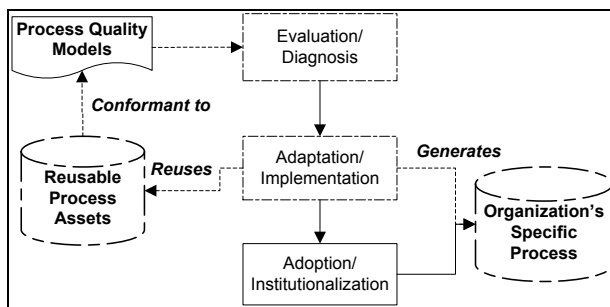 Process Quality
Models
Evaluation/
Diagnosis
Conformant to
Reusable
Process
Assets
Reuses
Adaptation/
Implementation
Generates
Organization's
Specific
Process
Adoption/
Institutionalization